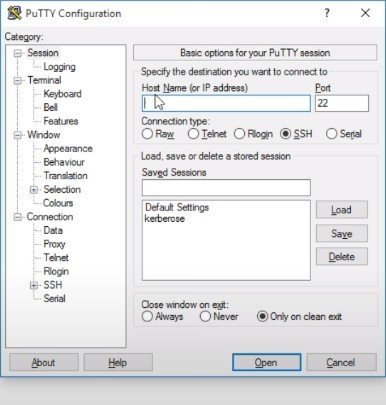 PuTTY Configuration ? X
Category:
Session
Logging
Terminal
Keyboard
Bell
Features
Window
Appearance
Behaviour
Translation
Selection
Colours
Connection
Data
Proxy
Telnet
Rlogin
SSH
Serial
Basic options for your PuTTY session
Specify the destination you want to connect to
Host Name (or IP address) Port
22
Connection type:
Raw Telnet Rlogin SSH Serial
Load, save or delete a stored session
Saved Sessions
Default Settings
kerberose
Load
Save
Delete
Close window on exit:
Always Never Only on clean exit
About Help Open Cancel